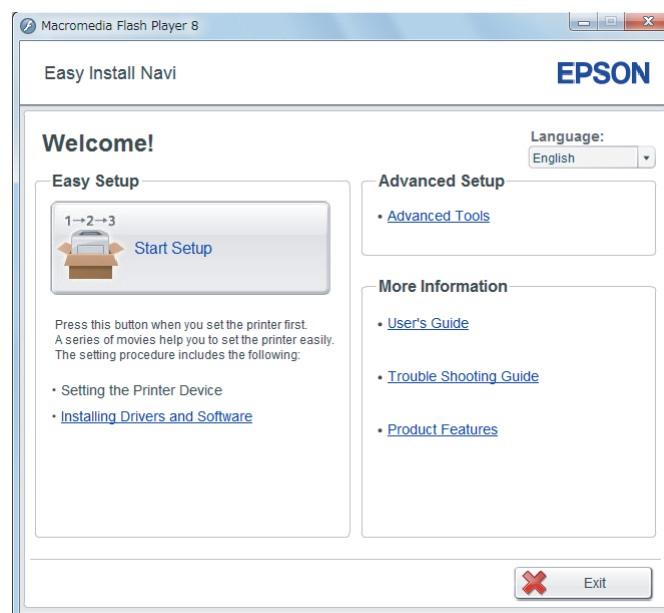 Macromedia Flash Player 8
Easy Install Navi
EPSON
Welcome!
Language:
English
Easy Setup
1→2→3
Start Setup
Press this button when you set the printer first.
A series of movies help you to set the printer easily.
The setting procedure includes the following:
• Setting the Printer Device
• Installing Drivers and Software
Advanced Setup
• Advanced Tools
More Information
• User's Guide
• Trouble Shooting Guide
• Product Features
Exit